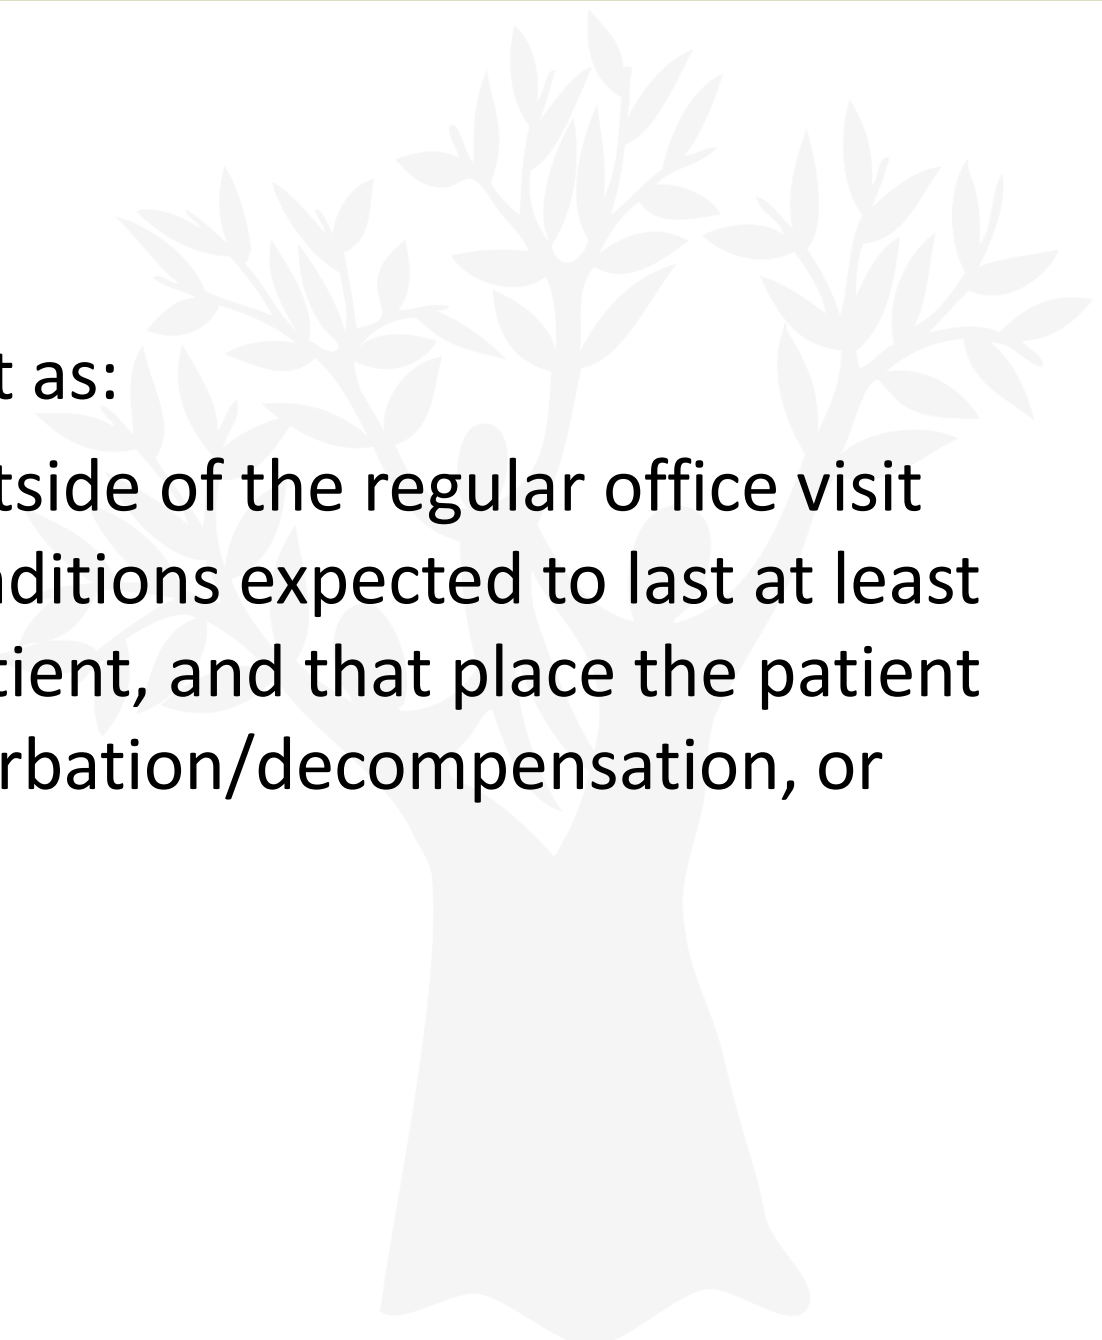 t as:
tside of the regular office visit
nditions expected to last at least
tient, and that place the patient
rbation/decompensation, or